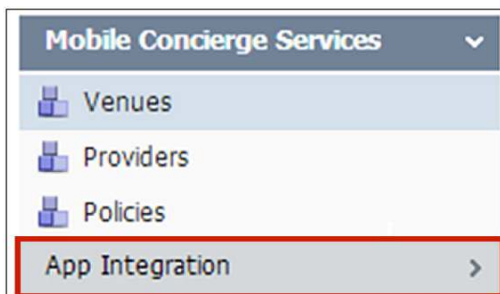 Mobile Concierge Services
Venues
Providers
Policies
App Integration